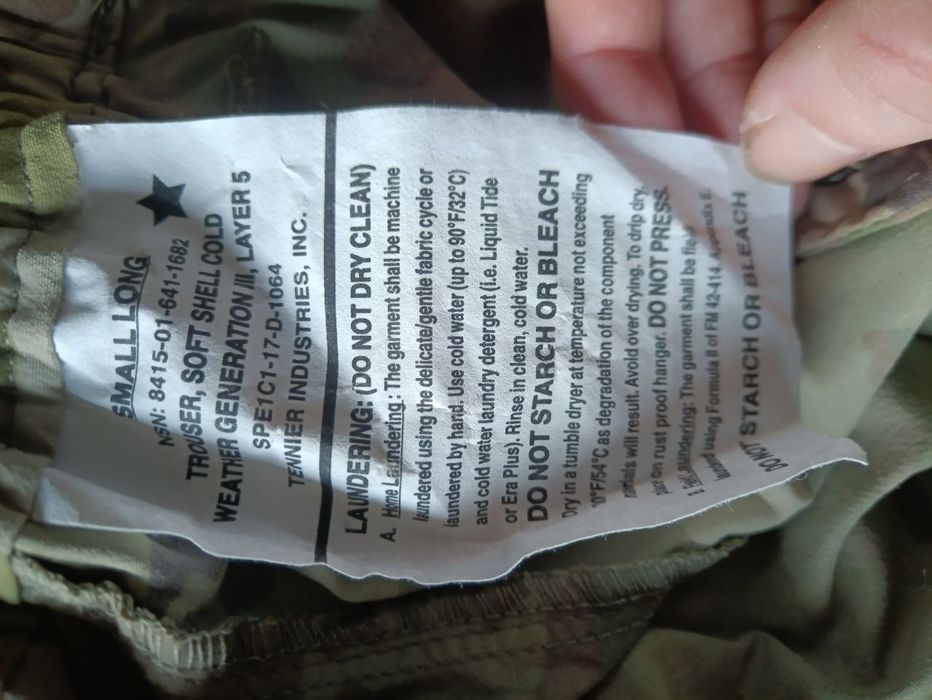 SMALL LONG
NSN: 8415-01-641-1682
TROUSER, SOFT SHELL COLD
WEATHER GENERATION III, LAYER 5
SPE1C1-17-D-1064
TENNIER INDUSTRIES, INC.
LAUNDERING: (DO NOT DRY CLEAN)
A. Home Laundering: The garment shall be machine
laundered using the delicate/gentle fabric cycle or
laundered by hand. Use cold water (up to 90°F/32°C)
and cold water laundry detergent (i.e. Liquid Tide
or Era Plus). Rinse in clean, cold water.
DO NOT STARCH OR BLEACH
Dry in a tumble dryer at temperature not exceeding
0°F/54°C as degradation of the component
will result. Avoid over drying. To drip dry,
place on rust proof hanger. DO NOT PRESS.
Laundering: The garment shall be
using Formula II of FM 42-414 Appendix E.
DO NOT STARCH OR BLEACH